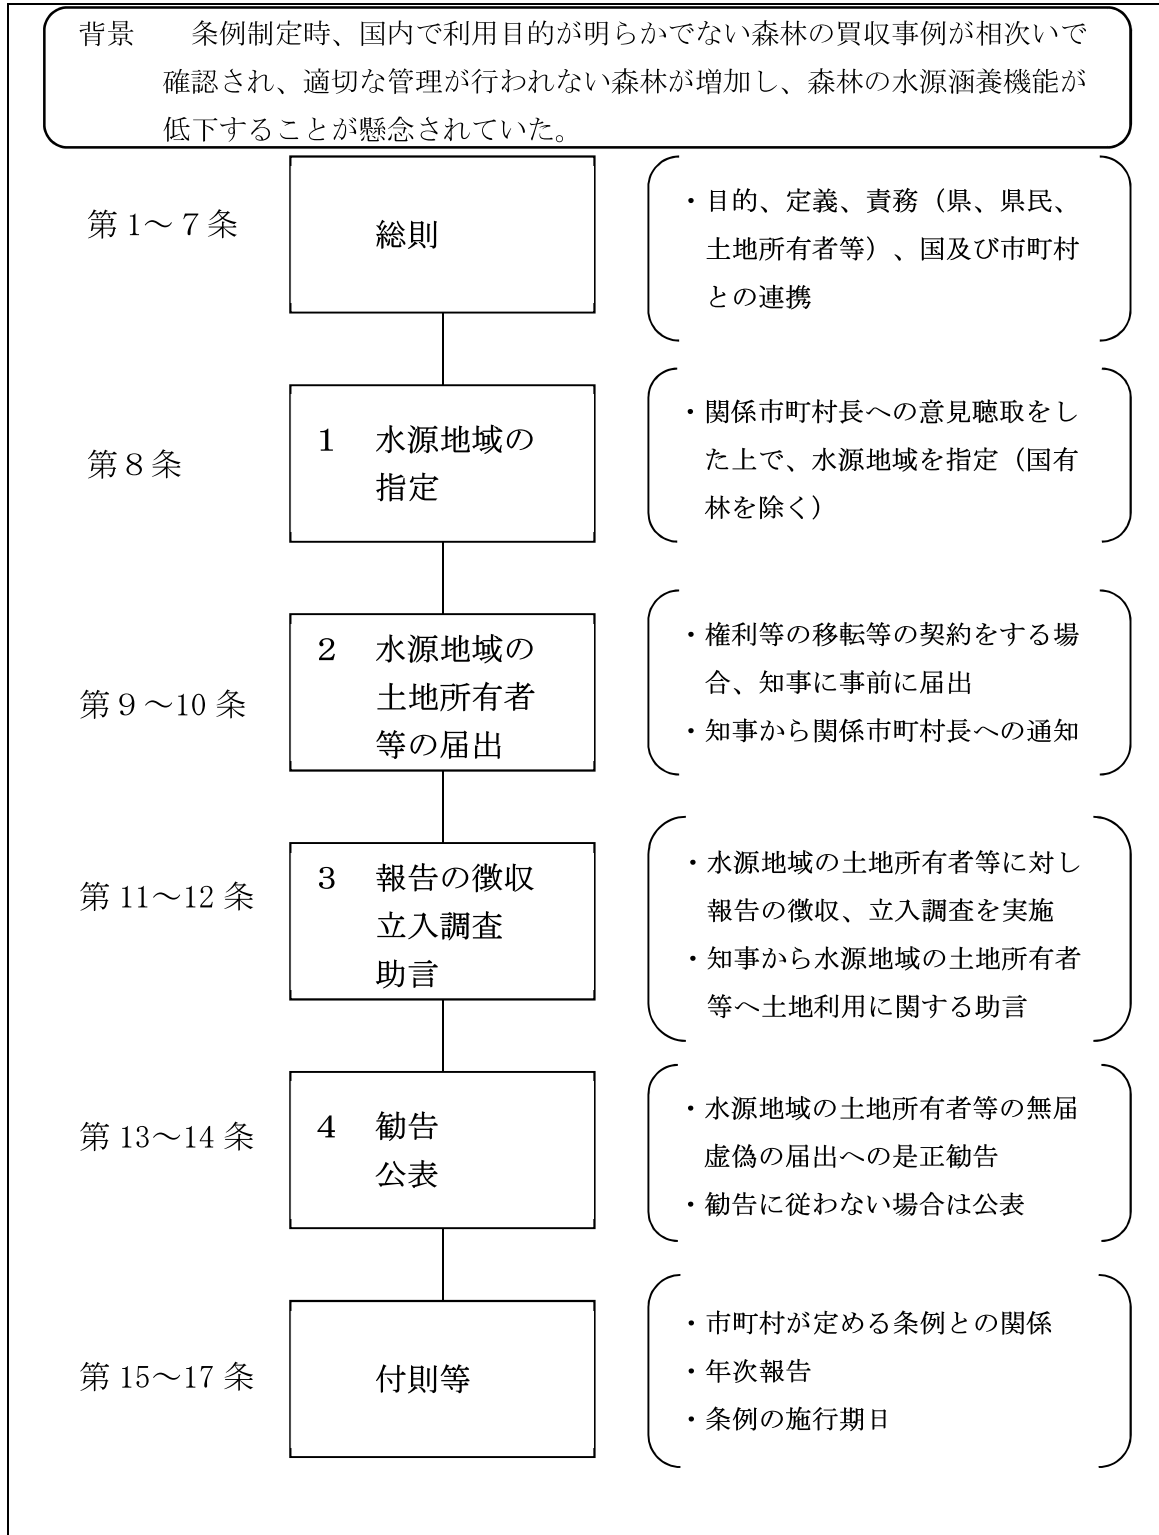 背景　　条例制定時、国内で利用目的が明らかでない森林の買収事例が相次いで
確認され、適切な管理が行われない森林が増加し、森林の水源涵養機能が
低下することが懸念されていた。
第１～７条
総則
・目的、定義、責務（県、県民、
土地所有者等）、国及び市町村
との連携
第８条
１　水源地域の
指定
・関係市町村長への意見聴取をし
た上で、水源地域を指定（国有
林を除く）
第９～10 条
２　水源地域の
土地所有者
等の届出
・権利等の移転等の契約をする場
合、知事に事前に届出
・知事から関係市町村長への通知
第 11～12 条
３　報告の徴収
立入調査
助言
・水源地域の土地所有者等に対し
報告の徴収、立入調査を実施
・知事から水源地域の土地所有者
等へ土地利用に関する助言
第 13～14 条
４　勧告
公表
・水源地域の土地所有者等の無届
虚偽の届出への是正勧告
・勧告に従わない場合は公表
第 15～17 条
付則等
・市町村が定める条例との関係
・年次報告
・条例の施行期日